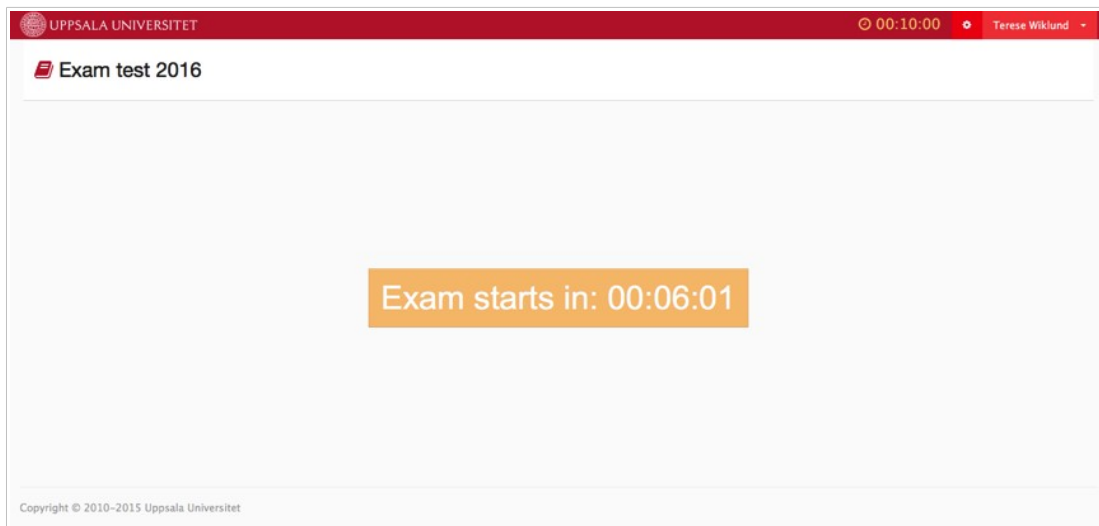 UPPSALA UNIVERSITET 00:10:00 Terese Wiklund
Exam test 2016
Exam starts in: 00:06:01
Copyright © 2010-2015 Uppsala Universitet